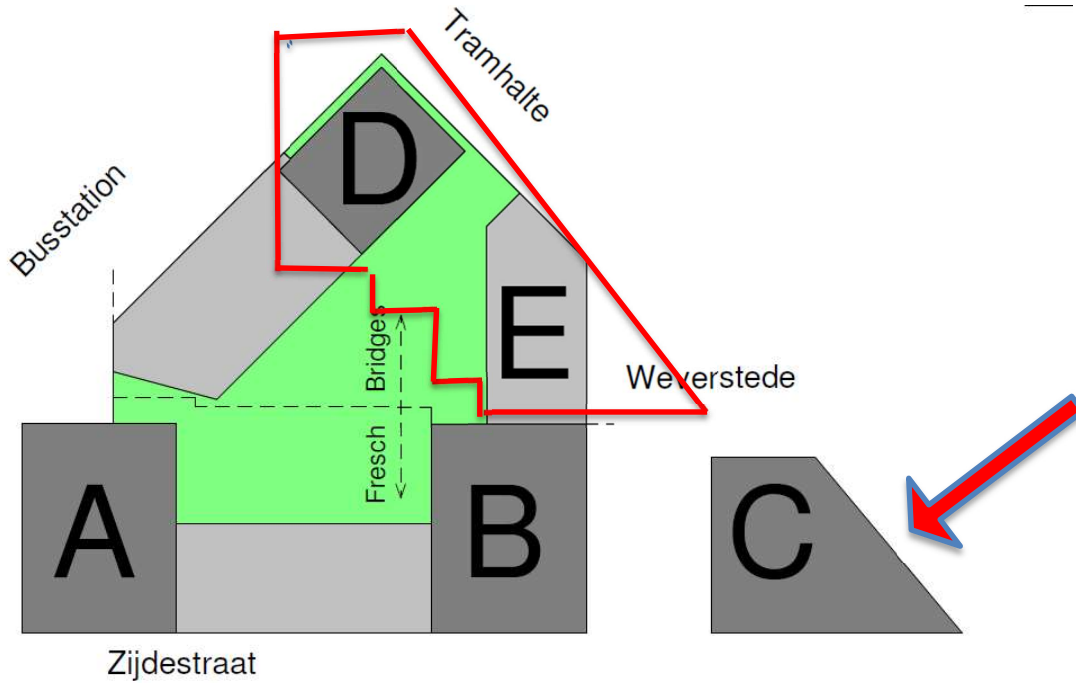 Tramhalte
D
Busstation
E
Bridges
Weverstede
Fresch
A
B
C
Zijdestraat